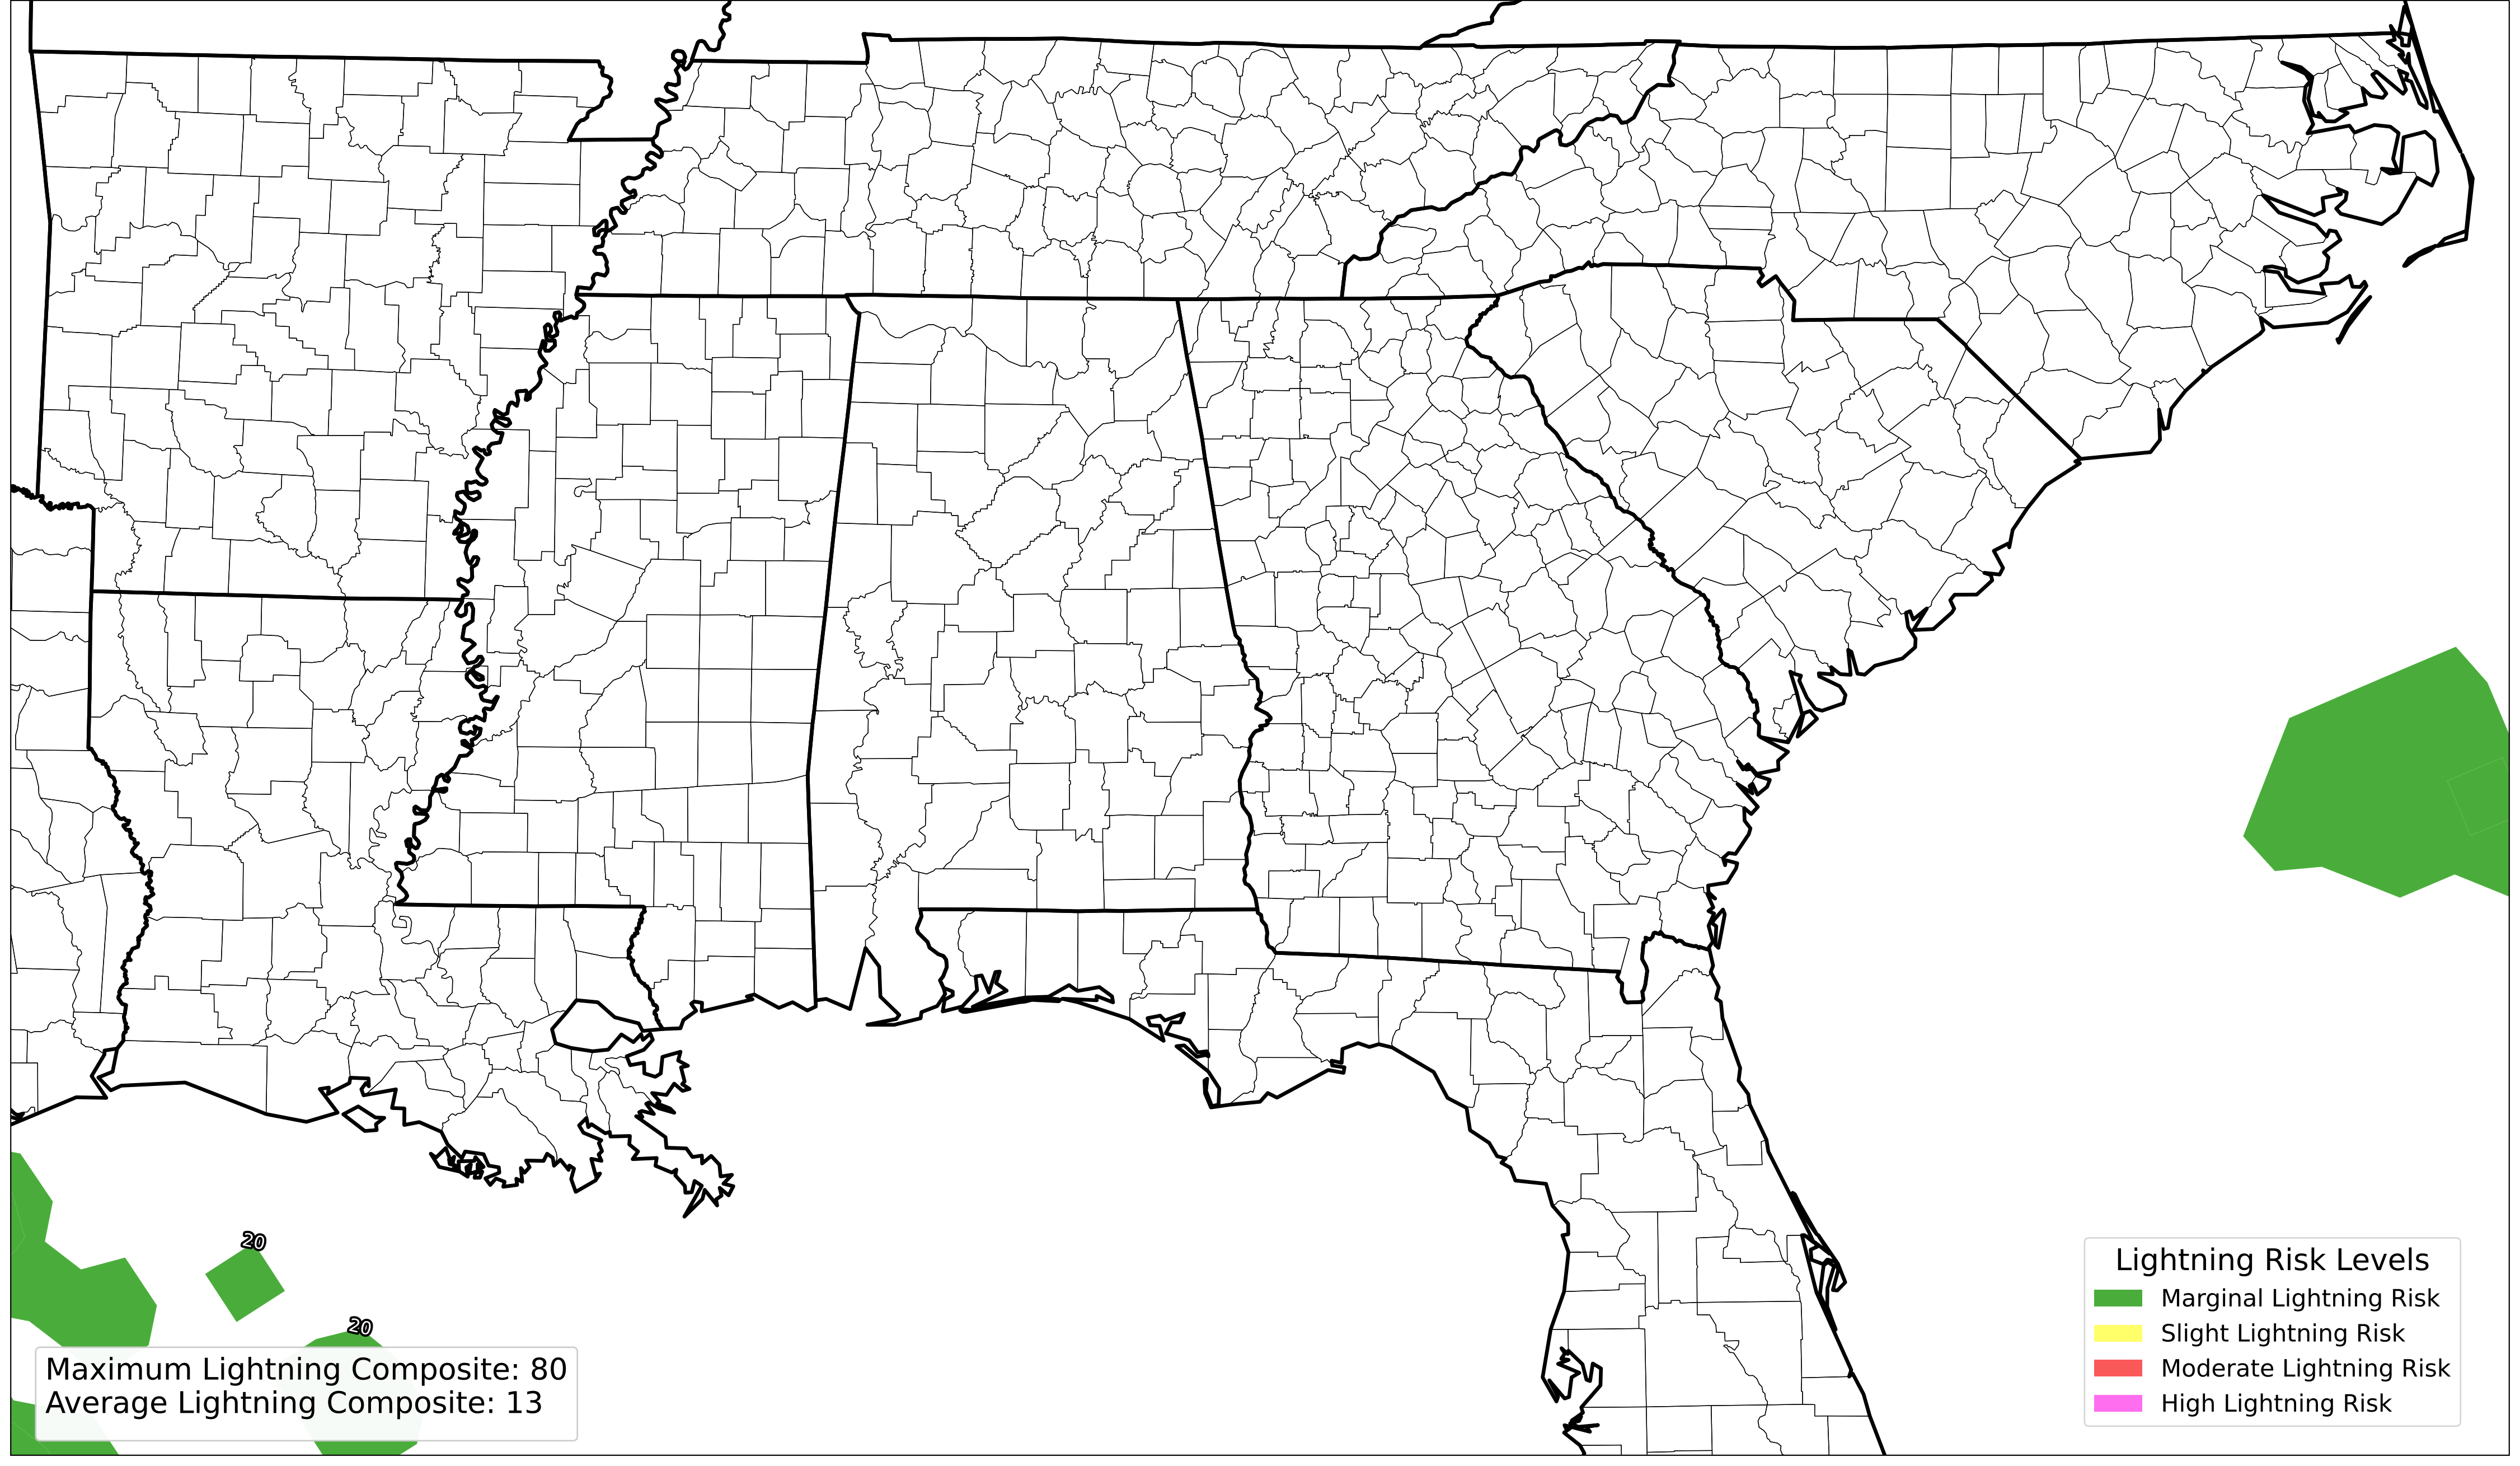 20
20
Maximum Lightning Composite: 80
Average Lightning Composite: 13
Lightning Risk Levels
Marginal Lightning Risk
Slight Lightning Risk
Moderate Lightning Risk
High Lightning Risk